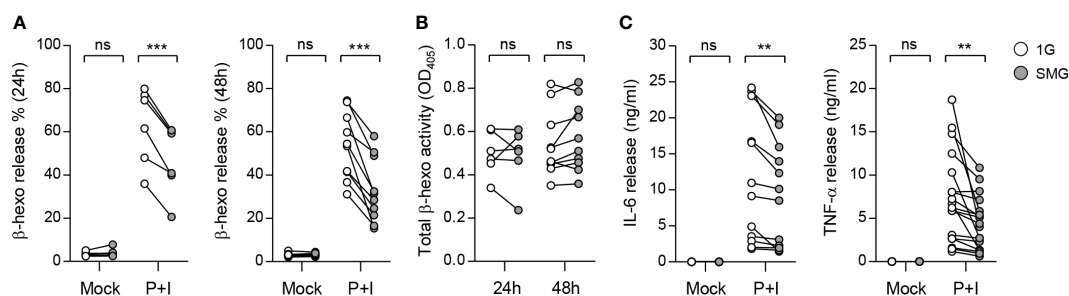 A
B
C
ns
***
ns
***
ns
ns
ns
**
ns
**
1G
SMG
β-hexo release % (24h)
100
80
60
40
20
0
Mock
P+I
β-hexo release % (48h)
100
80
60
40
20
0
Mock
P+I
Total β-hexo activity (OD405)
1.0
0.8
0.6
0.4
0.2
0.0
24h
48h
IL-6 release (ng/ml)
30
25
20
15
10
5
0
Mock
P+I
TNF-α release (ng/ml)
25
20
15
10
5
0
Mock
P+I